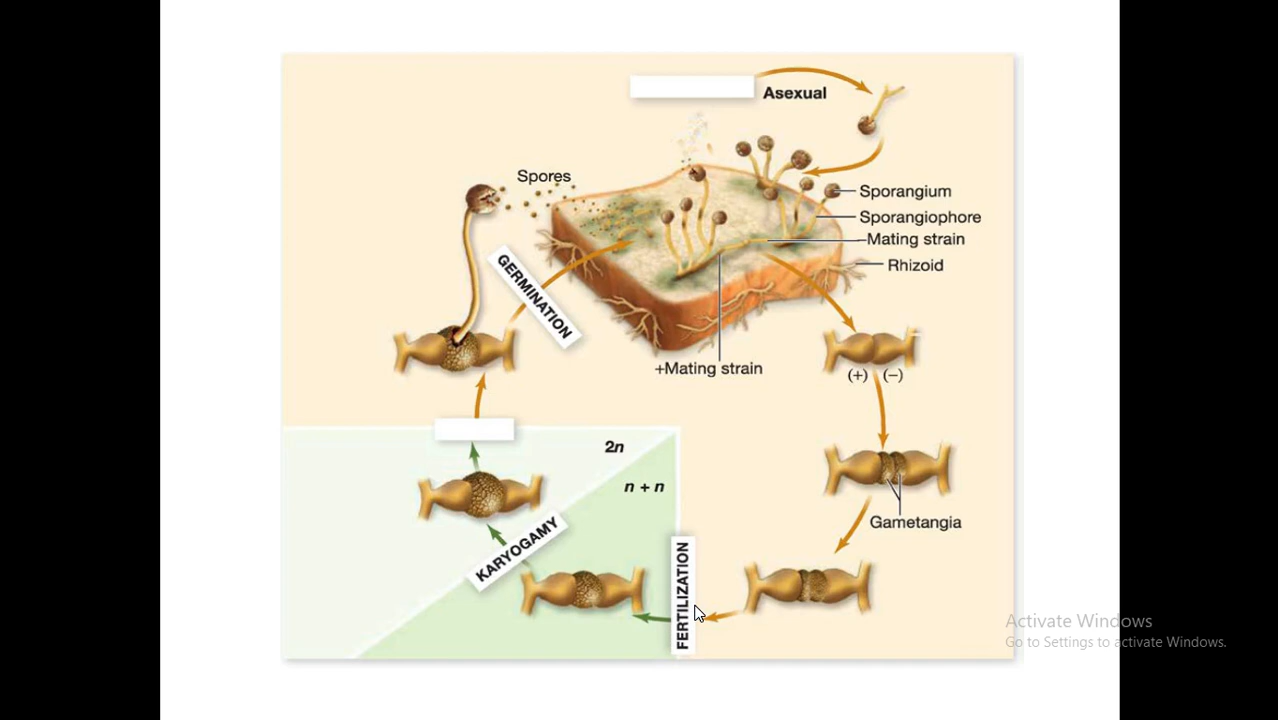 Asexual
Spores
Sporangium
Sporangiophore
Mating strain
Rhizoid
GERMINATION
+Mating strain
(+) (−)
2n
n + n
Gametangia
KARYOGAMY
FERTILIZATION
Activate Windows
Go to Settings to activate Windows.